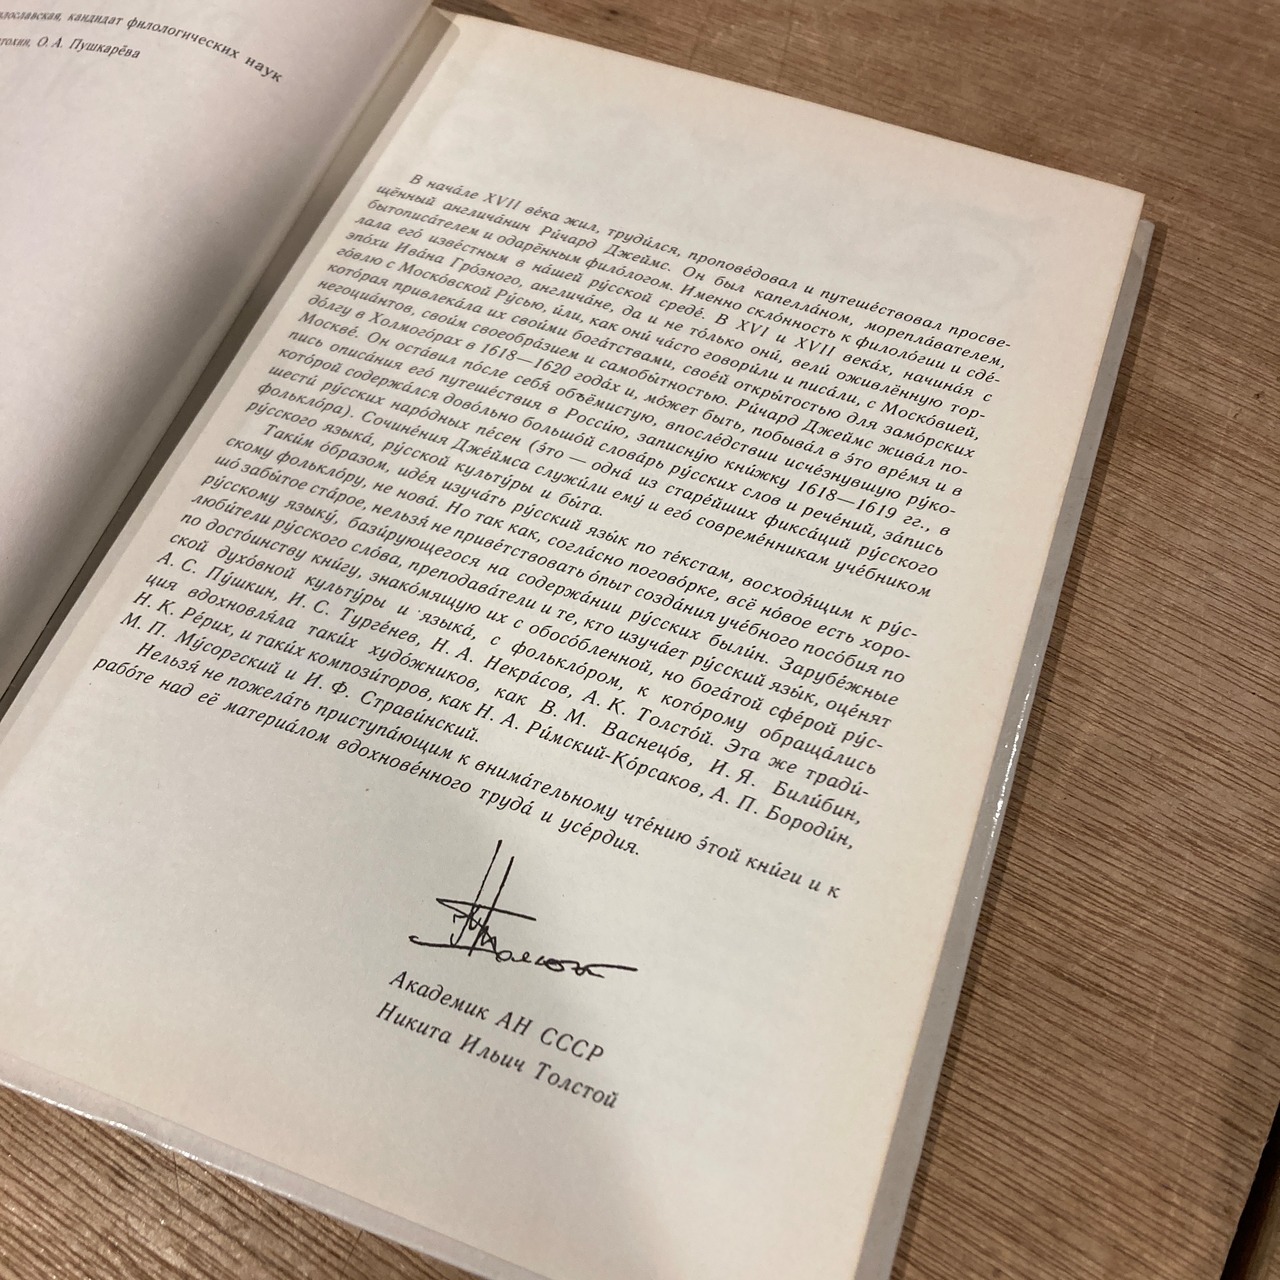 кандидат филологических наук
О. А. Пушкарёва
В нача́ле XVII ве́ка жил, труди́лся, пропове́довал и путеше́ствовал просве-
щённый англича́нин Ри́чард Джеймс. Он был капелла́ном, морепла́вателем,
бытописа́телем и одарённым фило́логом. Именно скло́нность к филоло́гии и сде́-
лала его́ изве́стным в на́шей ру́сской среде́. В XVI и XVII века́х, начина́я с
эпо́хи Ива́на Гро́зного, англича́не, да и не то́лько они́, вели́ оживлённую тор-
го́влю с Моско́вской Ру́сью, и́ли, как они́ ча́сто говори́ли и писа́ли, с Моско́вией,
кото́рая привлека́ла их свои́ми бога́тствами, свое́й откры́тостью для замо́рских
негоциа́нтов, свои́м своеобра́зием и самобы́тностью. Ри́чард Джеймс жива́л по-
до́лгу в Холмого́рах в 1618—1620 года́х и, мо́жет быть, побыва́л в э́то вре́мя и в
Москве́. Он оста́вил по́сле себя́ объёмистую, впосле́дствии исче́знувшую ру́ко-
пись описа́ния его́ путеше́ствия в Росси́ю, записну́ю кни́жку 1618—1619 гг., в
кото́рой содержа́лся дово́льно большо́й слова́рь ру́сских слов и рече́ний, за́пись
шести́ ру́сских наро́дных пе́сен (э́то — одна́ из старе́йших фикса́ций ру́сского
фолькло́ра). Сочине́ния Дже́ймса служи́ли ему́ и его́ совреме́нникам уче́бником
ру́сского языка́, ру́сской культу́ры и бы́та.
Таки́м о́бразом, иде́я изуча́ть ру́сский язы́к по те́кстам, восходя́щим к ру́с-
скому фолькло́ру, не нова́. Но так как, согла́сно погово́рке, всё но́вое есть хоро-
шо́ забы́тое ста́рое, нельзя́ не приве́тствовать о́пыт созда́ния уче́бного посо́бия по
ру́сскому языку́, бази́рующегося на содержа́нии ру́сских были́н. Зарубе́жные
люби́тели ру́сского сло́ва, преподава́тели и те, кто изуча́ет ру́сский язы́к, оце́нят
по досто́инству кни́гу, знако́мящую их с обосо́бленной, но бога́той сфе́рой ру́с-
ской духо́вной культу́ры и языка́, с фолькло́ром, к кото́рому обраща́лись
А. С. Пу́шкин, И. С. Турге́нев, Н. А. Некра́сов, А. К. Толсто́й. Эта же тради́-
ция вдохновля́ла таки́х худо́жников, как В. М. Васнецо́в, И. Я. Били́бин,
Н. К. Ре́рих, и таки́х компози́торов, как Н. А. Ри́мский-Ко́рсаков, А. П. Бороди́н,
М. П. Му́соргский и И. Ф. Страви́нский.
Нельзя́ не пожела́ть приступа́ющим к внима́тельному чте́нию э́той кни́ги и к
рабо́те над её материа́лом вдохнове́нного труда́ и усе́рдия.
Академик АН СССР
Никита Ильич Толстой